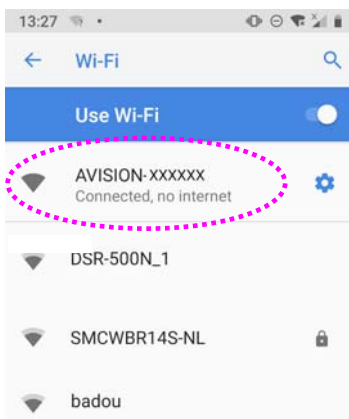 13:27
Wi-Fi
Use Wi-Fi
AVISION-xxxxxx
Connected, no internet
DSR-500N_1
SMCWBR14S-NL
badou